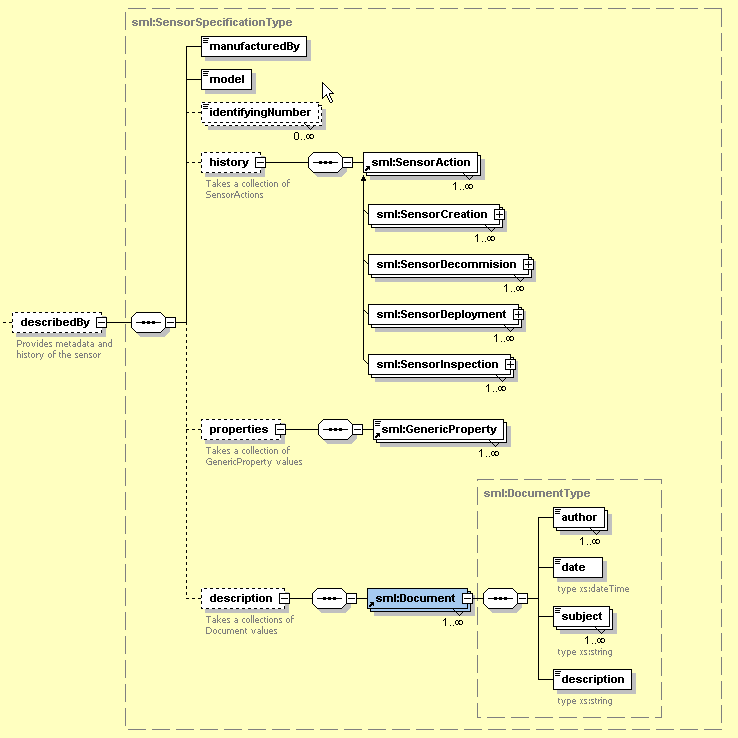 sml:SensorSpecificationType
manufacturedBy
model
identifyingNumber
0..∞
history
sml:SensorAction
1..∞
Takes a collection of
SensorActions
sml:SensorCreation
1..∞
sml:SensorDecommision
1..∞
sml:SensorDeployment
1..∞
sml:SensorInspection
1..∞
describedBy
Provides metadata and
history of the sensor
properties
sml:GenericProperty
1..∞
Takes a collection of
GenericProperty values
sml:DocumentType
author
1..∞
date
type xs:dateTime
description
sml:Document
1..∞
Takes a collections of
Document values
subject
1..∞
type xs:string
description
type xs:string